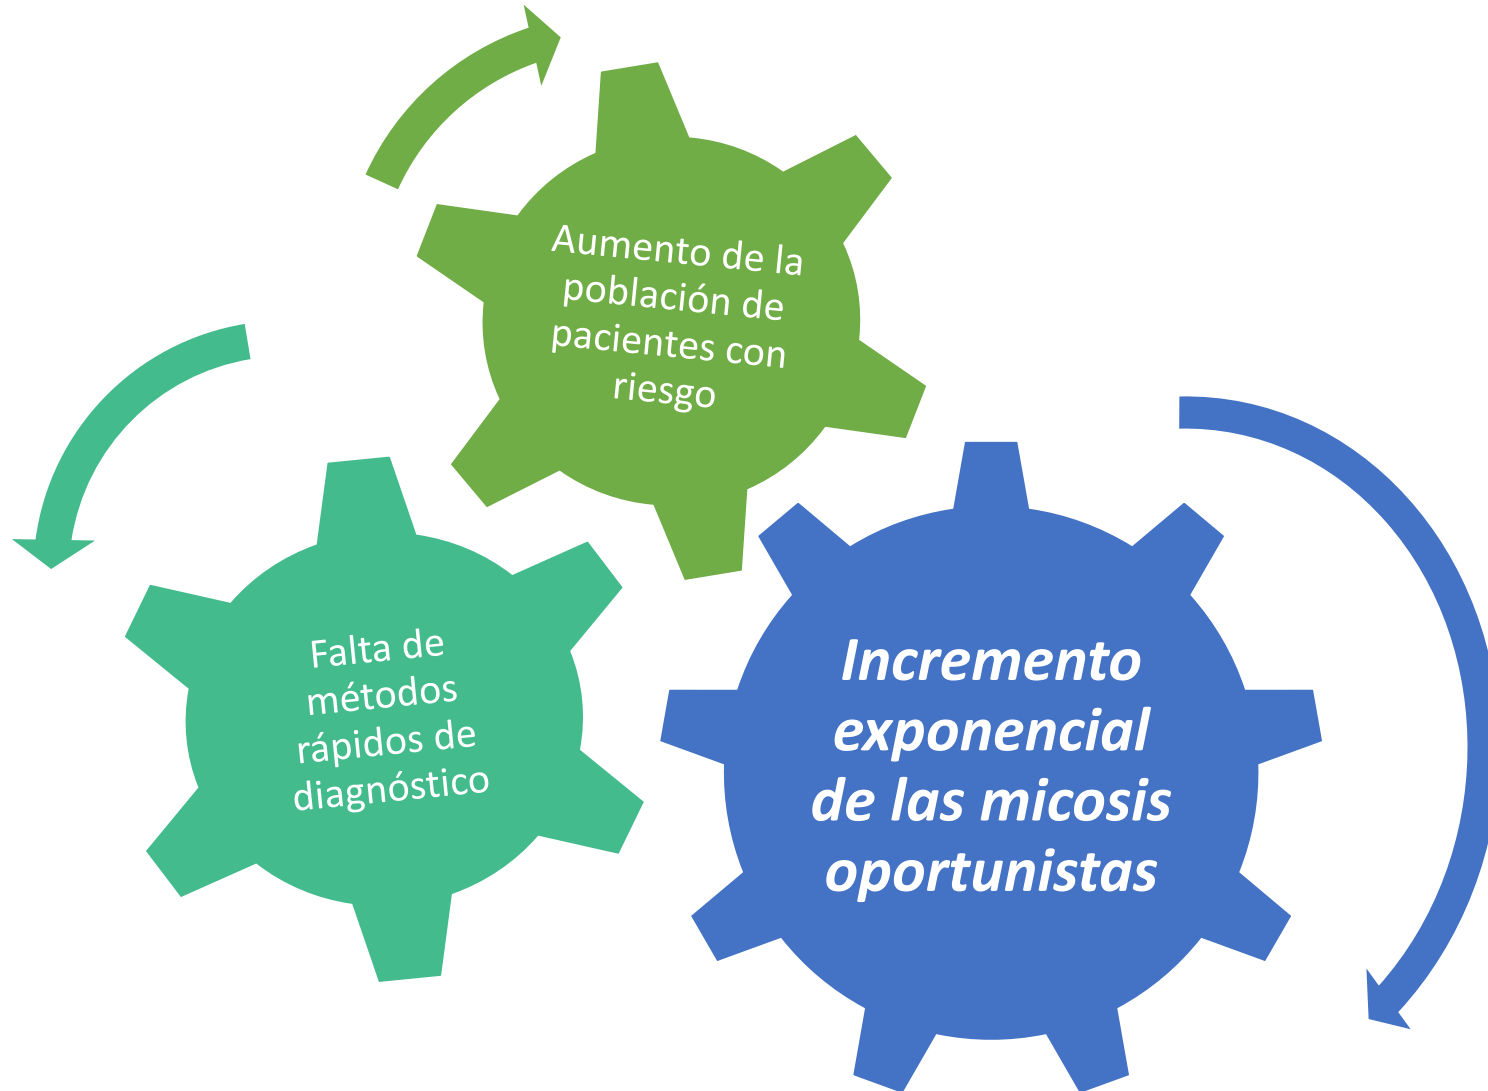 Aumento de la
población de
pacientes con
riesgo
Falta de
métodos
rápidos de
diagnóstico
Incremento
exponencial
de las micosis
oportunistas